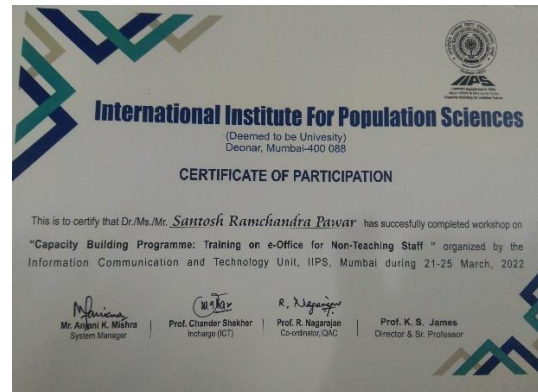 IIPS
International Institute For Population Sciences
(Deemed to be Univesity)
Deonar, Mumbai-400 088
CERTIFICATE OF PARTICIPATION
This is to certify that Dr./Ms./Mr. Santosh Ramchandra Pawar has succesfully completed workshop on
"Capacity Building Programme: Training on e-Office for Non-Teaching Staff " organized by the
Information Communication and Technology Unit, IIPS, Mumbai during 21-25 March, 2022
Mr. Anjani K. Mishra Prof. Chander Shekher Prof. R. Nagarajan Prof. K. S. James
System Manager Incharge (ICT) Co-ordinator, IQAC Director & Sr. Professor